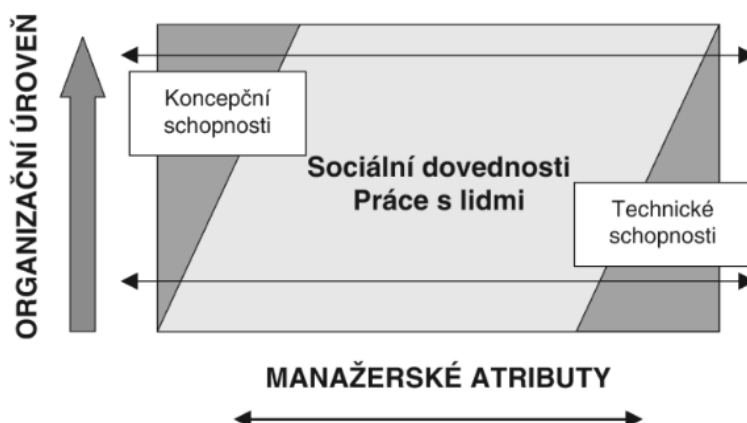 ORGANIZAČNÍ ÚROVEŇ
Koncepční
schopnosti
Sociální dovednosti
Práce s lidmi
Technické
schopnosti
MANAŽERSKÉ ATRIBUTY